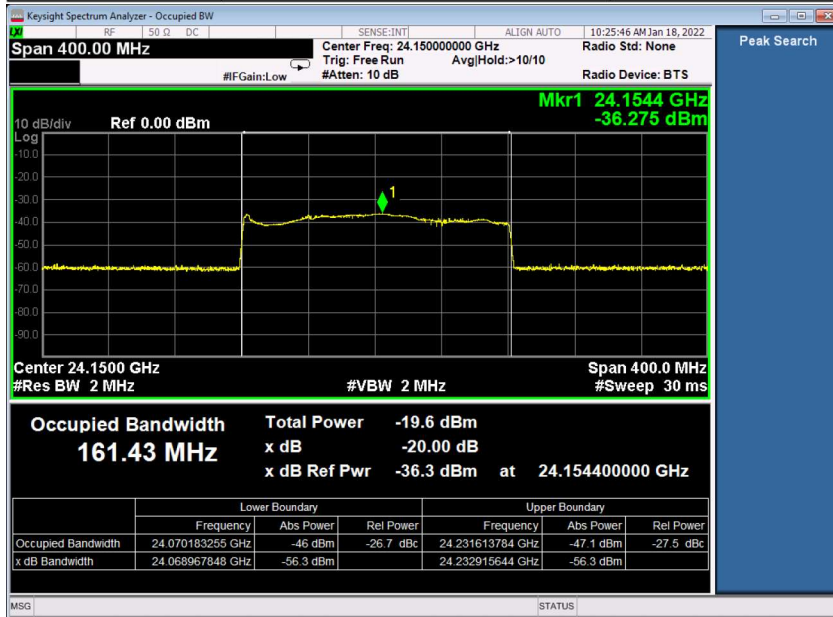 Keysight Spectrum Analyzer - Occupied BW
LXI RF 50 Ω DC SENSE:INT ALIGN AUTO 10:25:46 AM Jan 18, 2022
Span 400.00 MHz Center Freq: 24.150000000 GHz Radio Std: None
Trig: Free Run Avg|Hold:>10/10
#IFGain:Low #Atten: 10 dB Radio Device: BTS
Peak Search
Mkr1 24.1544 GHz
10 dB/div Ref 0.00 dBm -36.275 dBm
Log
-10.0
-20.0
-30.0
1
-40.0
-50.0
-60.0
-70.0
-80.0
-90.0
Center 24.1500 GHz Span 400.0 MHz
#Res BW 2 MHz #VBW 2 MHz #Sweep 30 ms
Occupied Bandwidth Total Power -19.6 dBm
161.43 MHz x dB -20.00 dB
x dB Ref Pwr -36.3 dBm at 24.154400000 GHz
Lower Boundary Upper Boundary
Frequency Abs Power Rel Power Frequency Abs Power Rel Power
Occupied Bandwidth 24.070183255 GHz -46 dBm -26.7 dBc 24.231613784 GHz -47.1 dBm -27.5 dBc
x dB Bandwidth 24.068967848 GHz -56.3 dBm 24.232915644 GHz -56.3 dBm
MSG STATUS